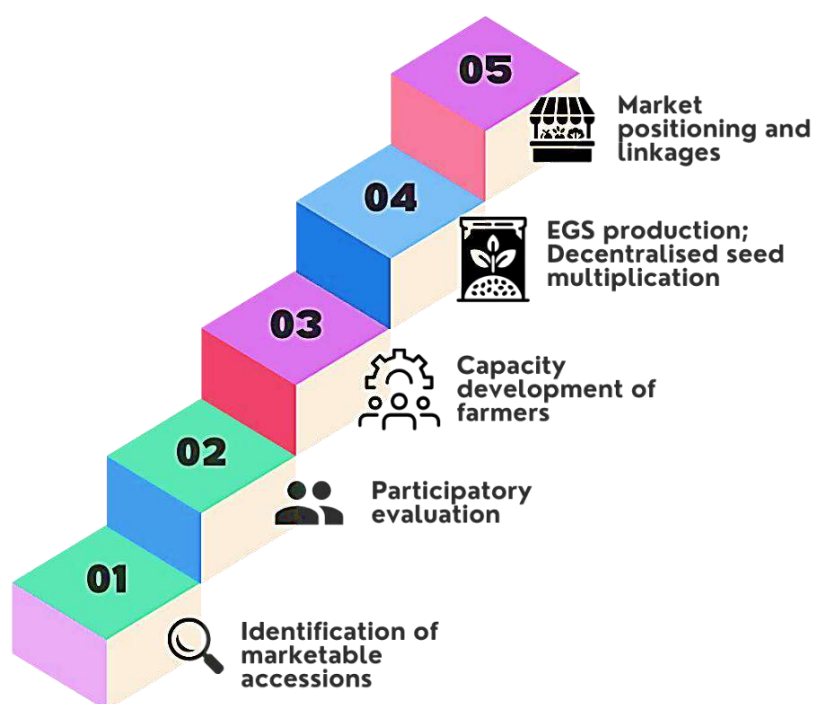 05
Market
positioning and
linkages
04
EGS production;
Decentralised seed
multiplication
03
Capacity
development of
farmers
02
Participatory
evaluation
01
Identification of
marketable
accessions